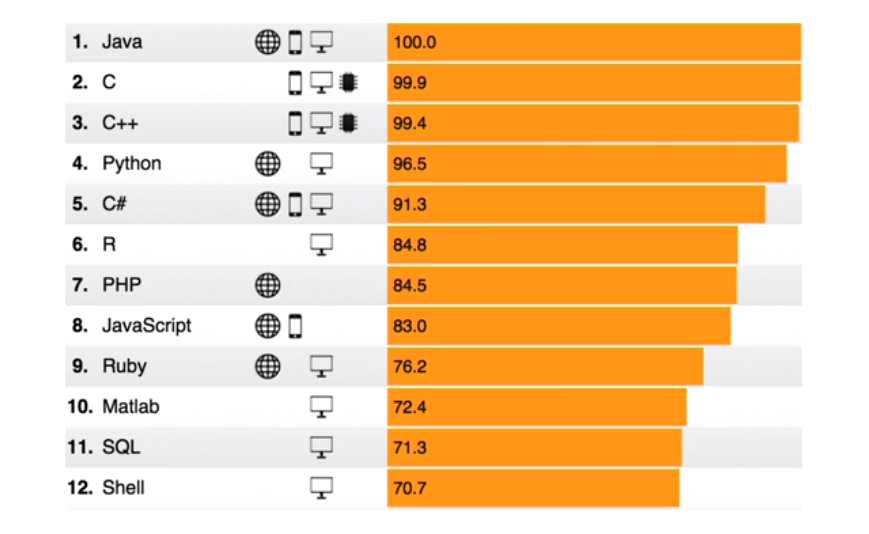 1. Java 100.0
2. C 99.9
3. C++ 99.4
4. Python 96.5
5. C# 91.3
6. R 84.8
7. PHP 84.5
8. JavaScript 83.0
9. Ruby 76.2
10. Matlab 72.4
11. SQL 71.3
12. Shell 70.7